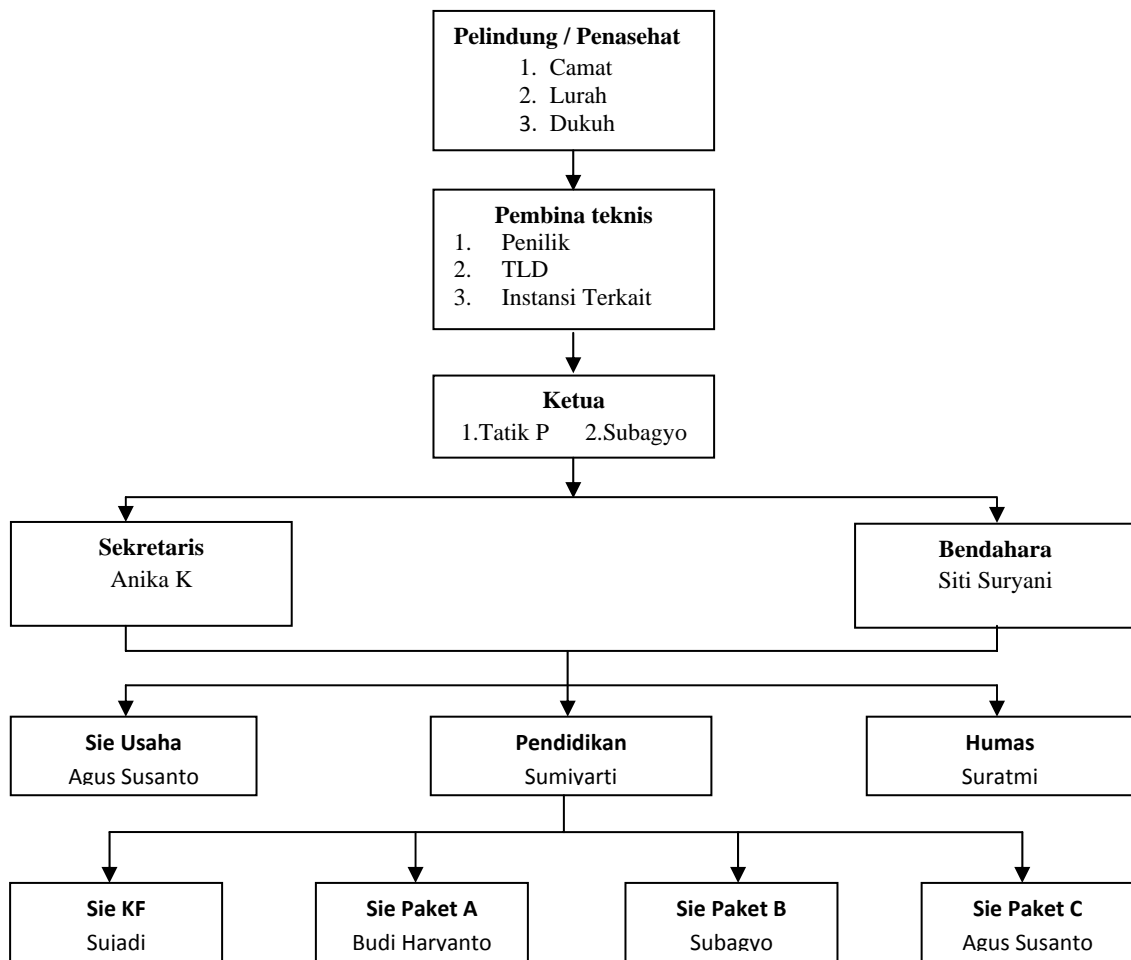 Pelindung / Penasehat
1. Camat
2. Lurah
3. Dukuh
Pembina teknis
1. Penilik
2. TLD
3. Instansi Terkait
Ketua
1.Tatik P 2.Subagyo
Sekretaris
Anika K
Bendahara
Siti Suryani
Sie Usaha
Agus Susanto
Pendidikan
Sumiyarti
Humas
Suratmi
Sie KF
Sujadi
Sie Paket A
Budi Haryanto
Sie Paket B
Subagyo
Sie Paket C
Agus Susanto